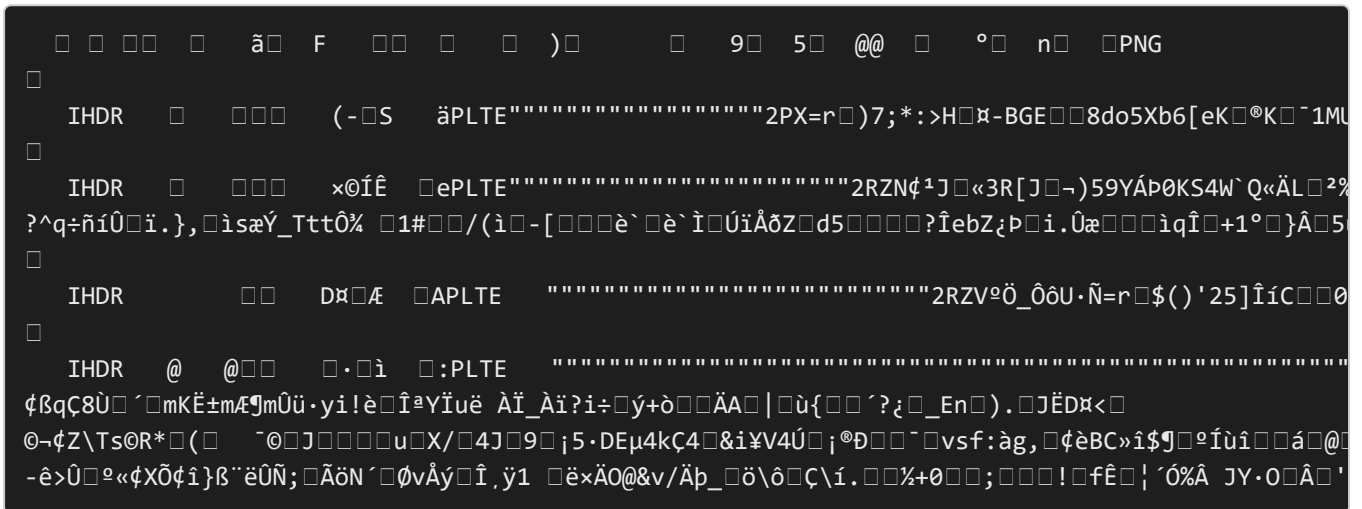 □ □ □□ □ ã□ F □□ □ □ )□ □ 9□ 5□ @@ □ °□ n□ □PNG
□
IHDR □ □□□ (-□S äPLTE""""""""""""""""""2PX=r□)7;*:>H□¤-BGE□□8do5Xb6[eK□®K□¯1MU
□
IHDR □ □□□ ×©ÍÊ □ePLTE""""""""""""""""""""""""2RZN¢¹J□«3R[J□¬)59YÁÞ0KS4W`Q«ÄL□²%
?^q÷ñíÛ□ï.},□ìsæÝ_TttÔ¾ □1#□□/(ì□-[□□□è`□è`Ì□ÚïÅðZ□d5□□□□?ÎebZ¿Þ□i.Ûæ□□□ìqÎ□+1°□}Â□5
□
IHDR □□ D¤□Æ □APLTE """""""""""""""""""""""""""2RZVºÖ_ÔôU·Ñ=r□$()'25]ÎíC□□0
□
IHDR @ @□□ □·□ì □:PLTE """"""""""""""""""""""""""""""""""""""""""""""""""""""""
¢ßqÇ8Ù□´□mKË±mÆ¶mÛü·yi!è□ÎªYÏuë ÀÏ_Àï?i÷□ý+ò□□ÄA□|□ù{□□´?¿□_En□).□JËD¤<□
©¬¢Z\Ts©R*□(□ ¯©□J□□□□u□X/□4J□9□¡5·DEµ4kÇ4□&i¥V4Ú□¡®Ð□□¯□vsf:àg,□¢èBC»î$¶□ºÍùî□□á□@□
-ê>Û□º«¢XÕ¢î}ß¨ëÛÑ;□ÃöN´□ØvÅý□Î¸ÿ1 □ë×ÄO@&v/Äþ_□ö\ô□Ç\í.□□½+0□□;□□□!□fÊ□¦´Ó%Â JY·O□Â□'